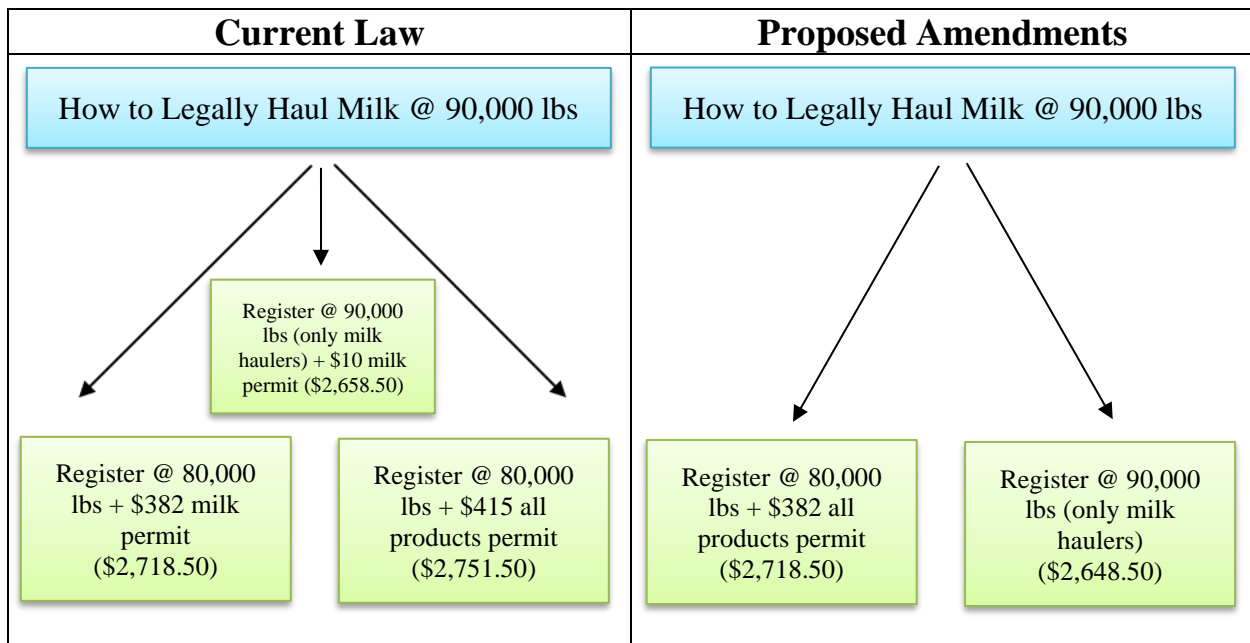 Current Law
Proposed Amendments
How to Legally Haul Milk @ 90,000 lbs
Register @ 90,000
lbs (only milk
haulers) + $10 milk
permit ($2,658.50)
Register @ 80,000
lbs + $382 milk
permit
($2,718.50)
Register @ 80,000
lbs + $415 all
products permit
($2,751.50)
How to Legally Haul Milk @ 90,000 lbs
Register @ 80,000
lbs + $382 all
products permit
($2,718.50)
Register @ 90,000
lbs (only milk
haulers)
($2,648.50)